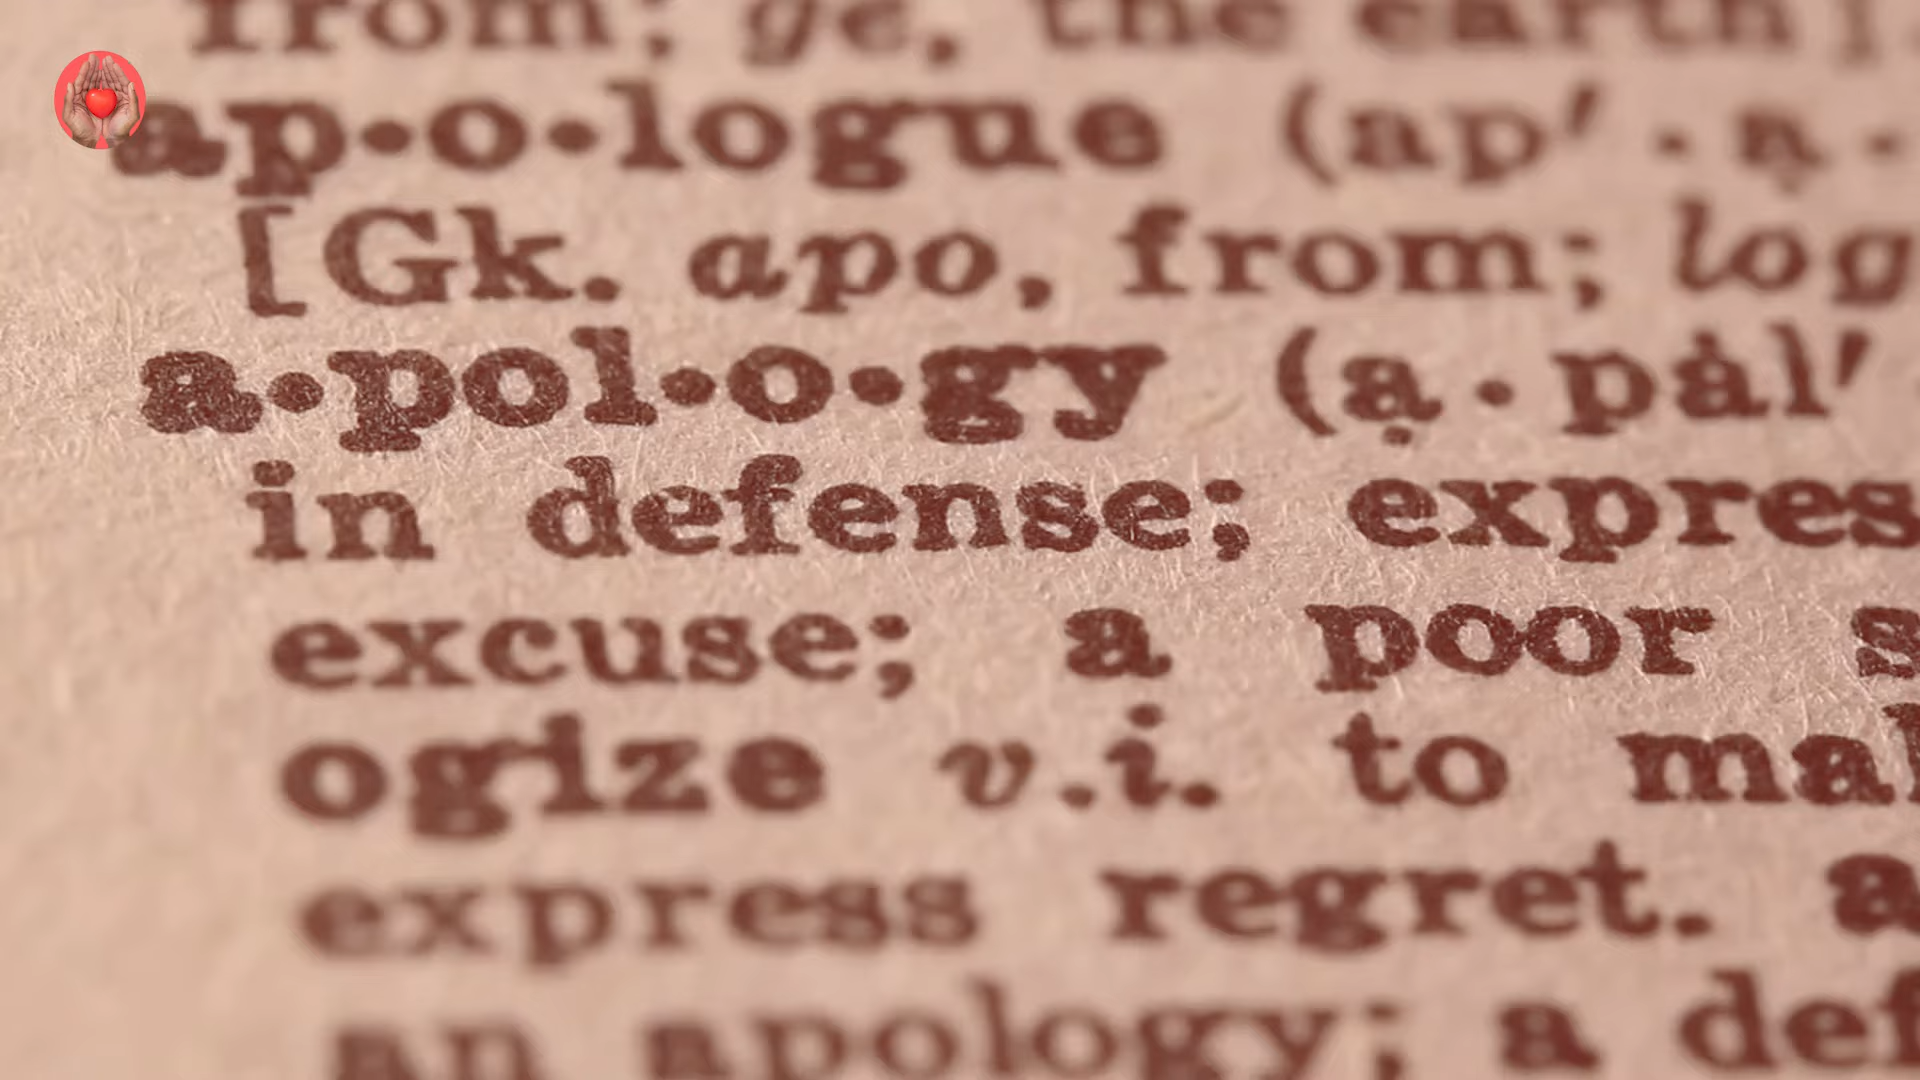 from; ge, the earth].
ap•o•logue (ap′ · ạ ·
[Gk. apo, from; log
a•pol•o•gy (ạ · pȧl′
in defense; expres
excuse; a poor s
ogize v.i. to mak
express regret. a
an apology; a def